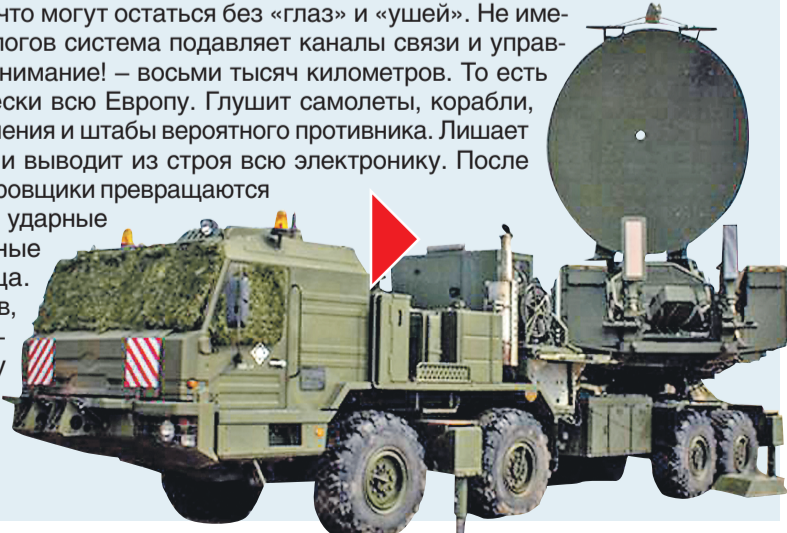 что могут остаться без «глаз» и «ушей». Не име-
логов система подавляет каналы связи и управ-
нимание! – восьми тысяч километров. То есть
ески всю Европу. Глушит самолеты, корабли,
ления и штабы вероятного противника. Лишает
и выводит из строя всю электронику. После
ровщики превращаются
ударные
ные
ца.
в,
-
у